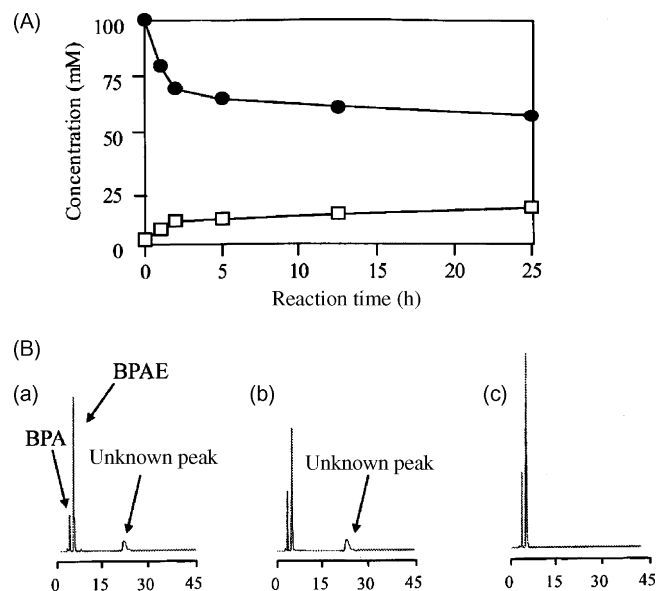 (A)
Concentration (mM)
100
75
50
25
0
0 5 10 15 20 25
Reaction time (h)
(B)
(a) BPAE
BPA
Unknown peak
0 15 30 45
(b)
Unknown peak
0 15 30 45
(c)
0 15 30 45